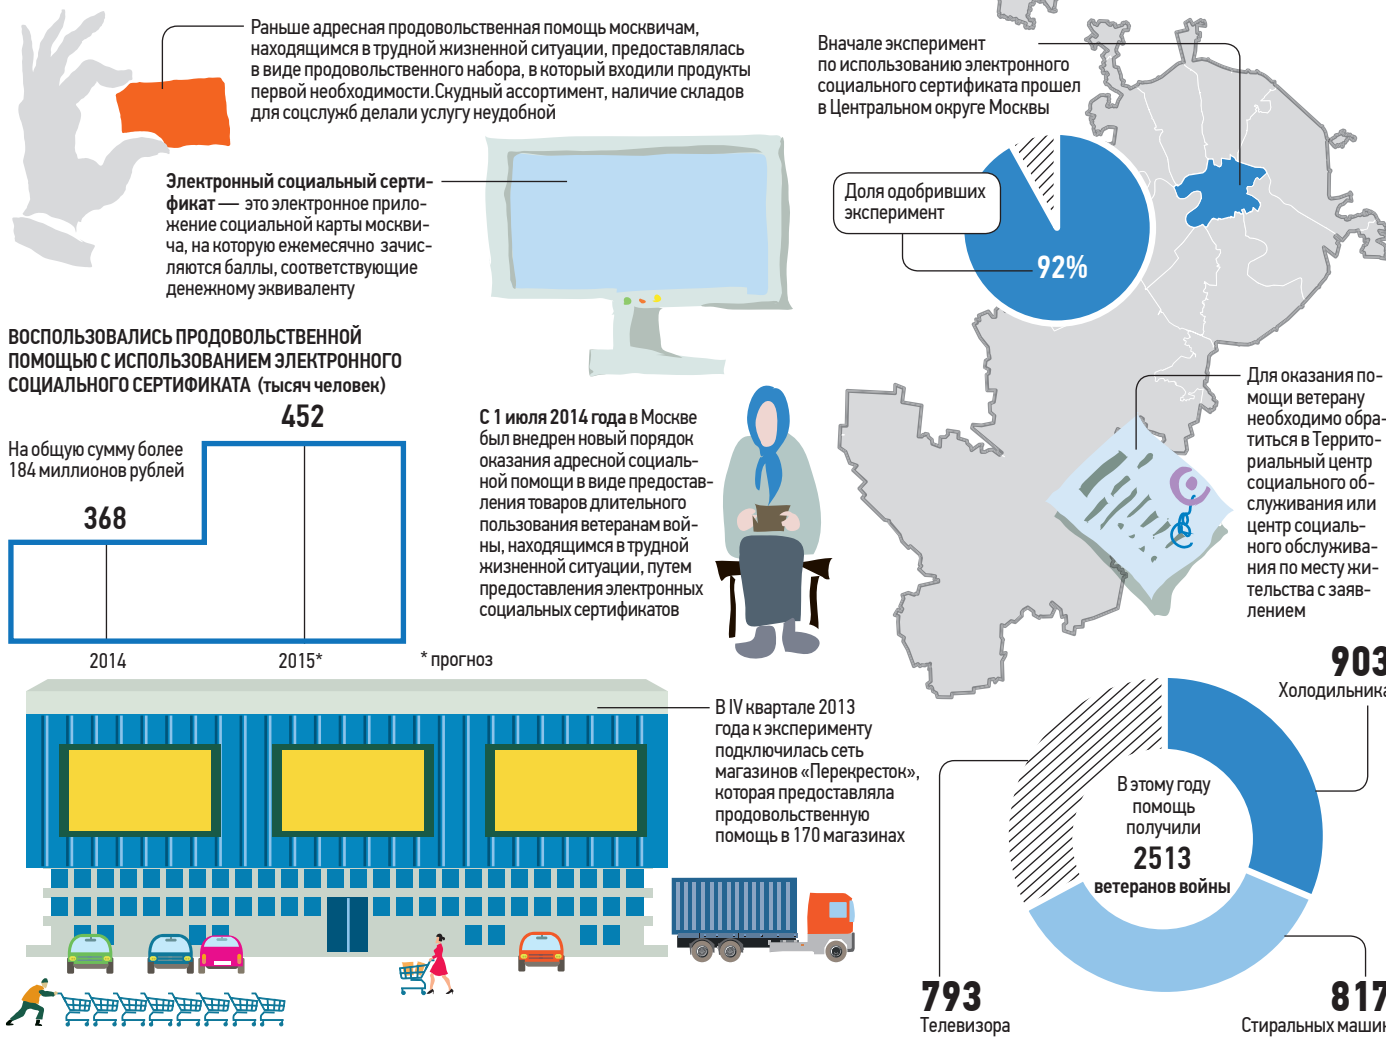 Раньше адресная продовольственная помощь москвичам,
находящимся в трудной жизненной ситуации, предоставлялась
в виде продовольственного набора, в который входили продукты
первой необходимости.Скудный ассортимент, наличие складов
для соцслужб делали услугу неудобной
Электронный социальный серти-
фикат — это электронное прило-
жение социальной карты москви-
ча, на которую ежемесячно зачис-
ляются баллы, соответствующие
денежному эквиваленту
Вначале эксперимент
по использованию электронного
социального сертификата прошел
в Центральном округе Москвы
Доля одобривших
эксперимент
92%
ВОСПОЛЬЗОВАЛИСЬ ПРОДОВОЛЬСТВЕННОЙ
ПОМОЩЬЮ С ИСПОЛЬЗОВАНИЕМ ЭЛЕКТРОННОГО
СОЦИАЛЬНОГО СЕРТИФИКАТА (тысяч человек)
452
На общую сумму более
184 миллионов рублей
368
2014
2015*
* прогноз
С 1 июля 2014 года в Москве
был внедрен новый порядок
оказания адресной социаль-
ной помощи в виде предостав-
ления товаров длительного
пользования ветеранам вой-
ны, находящимся в трудной
жизненной ситуации, путем
предоставления электронных
социальных сертификатов
Для оказания по-
мощи ветерану
необходимо обра-
титься в Террито-
риальный центр
социального об-
служивания или
центр социаль-
ного обслужива-
ния по месту жи-
тельства с заяв-
лением
В IV квартале 2013
года к эксперименту
подключилась сеть
магазинов «Перекресток»,
которая предоставляла
продовольственную
помощь в 170 магазинах
903
Холодильника
В этому году
помощь
получили
2513
ветеранов войны
793
Телевизора
817
Стиральных машин